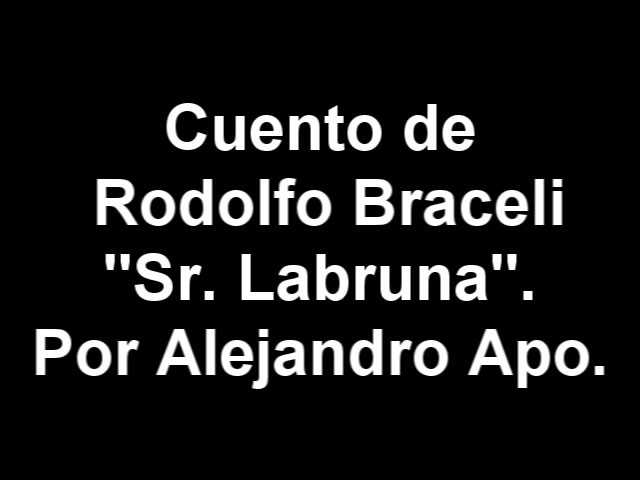 Cuento de
Rodolfo Braceli
"Sr. Labruna".
Por Alejandro Apo.